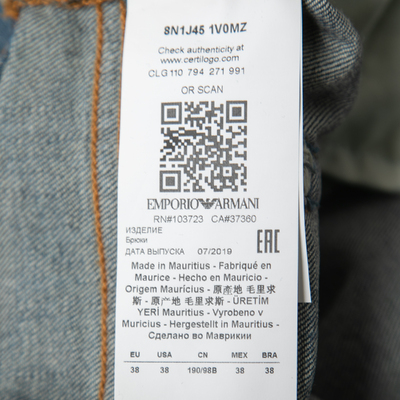 8N1J45 1V0MZ
Check authenticity at
www.certilogo.com
CLG 110 794 271 991
OR SCAN
EMPORIO ARMANI
RN#103723 CA#37360
ИЗДЕЛИЕ
Брюки
ДАТА ВЫПУСКА 07/2019
EAC
Made in Mauritius - Fabriqué en
Maurice - Hecho en Mauricio -
Origem Maurícius - 原產地 毛里求
斯 - 原产地 毛里求斯 - ÜRETİM
YERİ Mauritius - Vyrobeno v
Muricius - Hergestellt in Mauritius -
Сделано во Маврикии
EU USA CN MEX BRA
38 38 190/98B 38 38